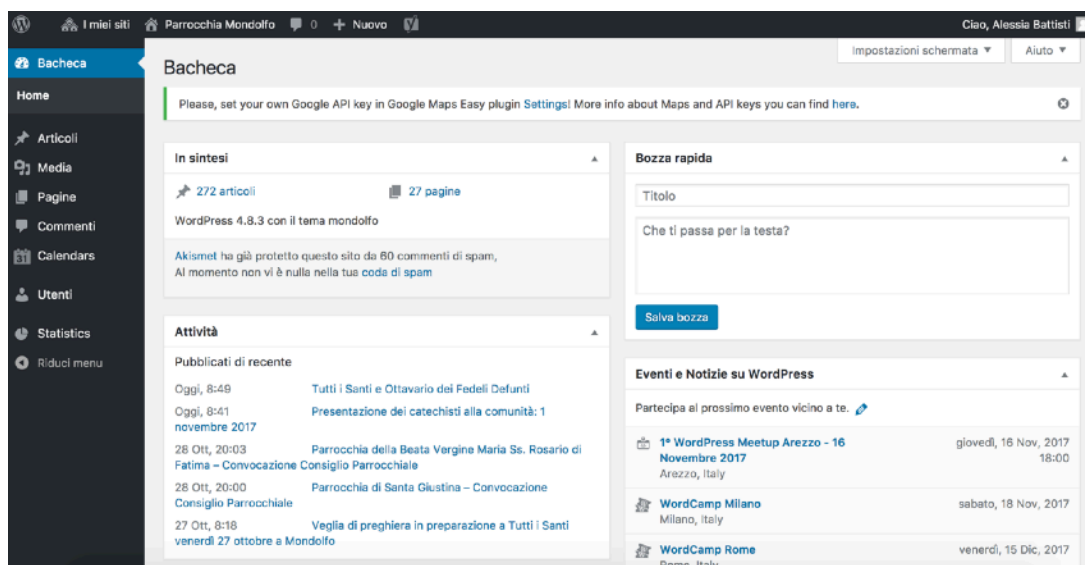 I miei siti Parrocchia Mondolfo 0 + Nuovo Ciao, Alessia Battisti
Impostazioni schermata ▼ Aiuto ▼
Bacheca
Home
Articoli
Media
Pagine
Commenti
Calendars
Utenti
Statistics
Riduci menu
Bacheca
Please, set your own Google API key in Google Maps Easy plugin Settings! More info about Maps and API keys you can find here.
In sintesi
272 articoli 27 pagine
WordPress 4.8.3 con il tema mondolfo
Akismet ha già protetto questo sito da 60 commenti di spam,
Al momento non vi è nulla nella tua coda di spam
Attività
Pubblicati di recente
Oggi, 8:49 Tutti i Santi e Ottavario dei Fedeli Defunti
Oggi, 8:41 Presentazione dei catechisti alla comunità: 1
novembre 2017
28 Ott, 20:03 Parrocchia della Beata Vergine Maria Ss. Rosario di
Fatima – Convocazione Consiglio Parrocchiale
28 Ott, 20:00 Parrocchia di Santa Giustina – Convocazione
Consiglio Parrocchiale
27 Ott, 8:18 Veglia di preghiera in preparazione a Tutti i Santi
venerdì 27 ottobre a Mondolfo
Bozza rapida
Titolo
Che ti passa per la testa?
Salva bozza
Eventi e Notizie su WordPress
Partecipa al prossimo evento vicino a te.
1° WordPress Meetup Arezzo - 16 giovedì, 16 Nov, 2017
Novembre 2017 18:00
Arezzo, Italy
WordCamp Milano sabato, 18 Nov, 2017
Milano, Italy
WordCamp Rome venerdì, 15 Dic, 2017
Rome, Italy